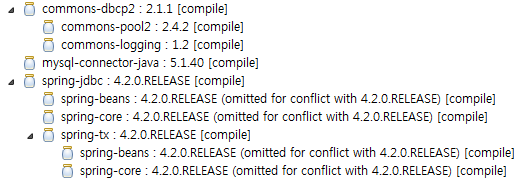 commons-dbcp2 : 2.1.1 [compile]
commons-pool2 : 2.4.2 [compile]
commons-logging : 1.2 [compile]
mysql-connector-java : 5.1.40 [compile]
spring-jdbc : 4.2.0.RELEASE [compile]
spring-beans : 4.2.0.RELEASE (omitted for conflict with 4.2.0.RELEASE) [compile]
spring-core : 4.2.0.RELEASE (omitted for conflict with 4.2.0.RELEASE) [compile]
spring-tx : 4.2.0.RELEASE [compile]
spring-beans : 4.2.0.RELEASE (omitted for conflict with 4.2.0.RELEASE) [compile]
spring-core : 4.2.0.RELEASE (omitted for conflict with 4.2.0.RELEASE) [compile]